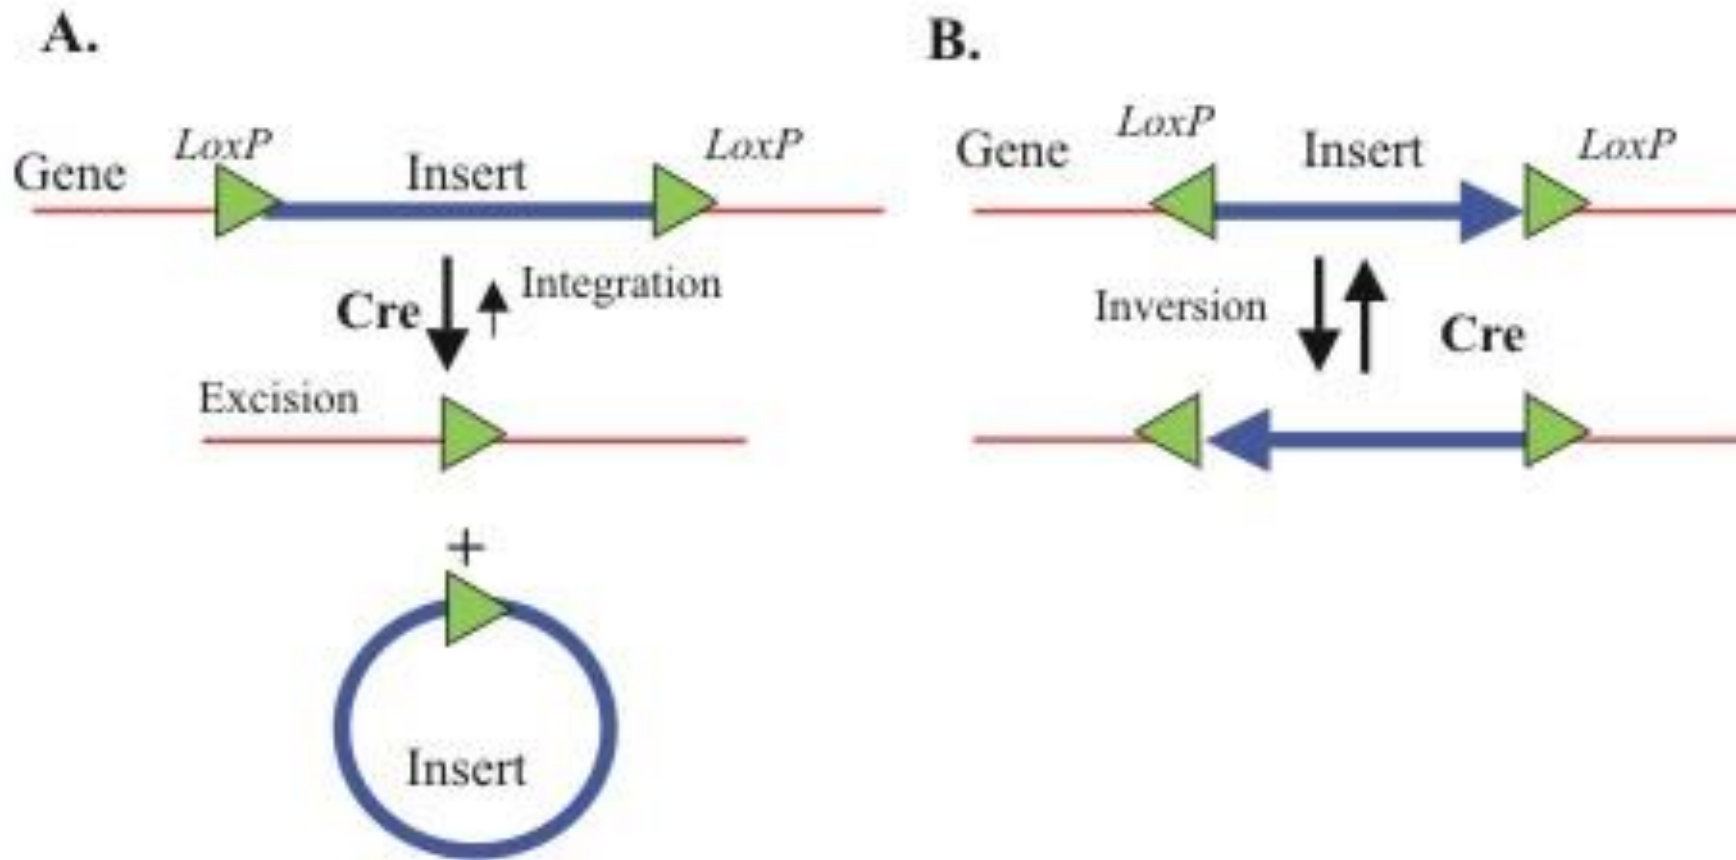 A.
LoxP
LoxP
Gene
Insert
Cre
Integration
Excision
+
Insert
B.
LoxP
Gene
Insert
LoxP
Inversion
Cre